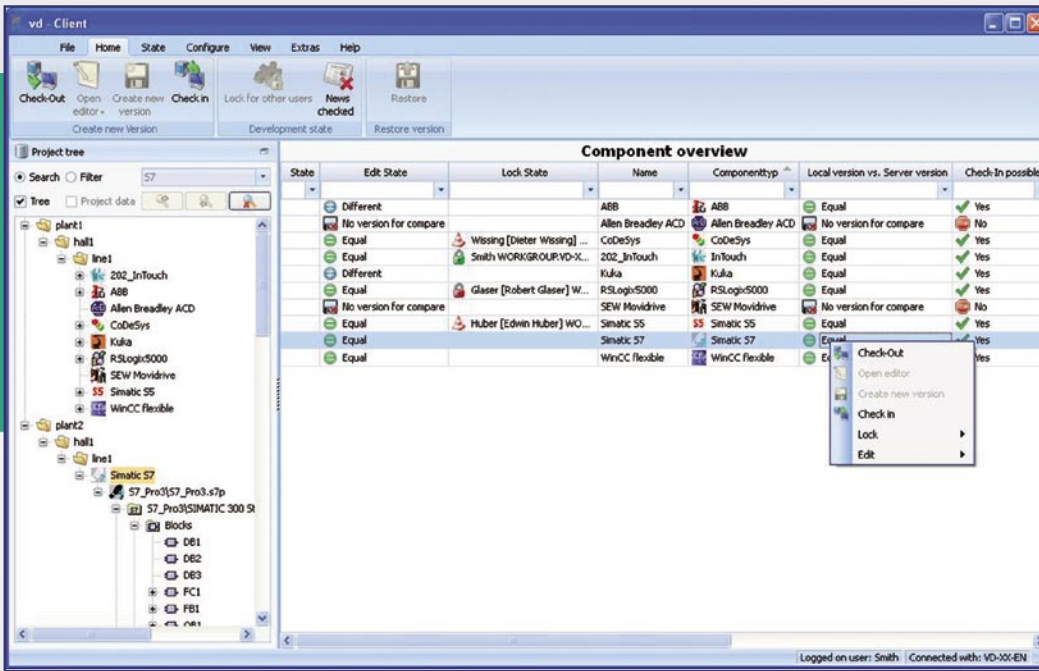 vd - Client
File Home State Configure View Extras Help
Check-Out Open editor Create new version Check in Lock for other users News checked Restore
Create new Version Development state Restore version
Project tree
Search Filter S7
Tree Project data
plant1
hall1
line1
202_InTouch
ABB
Allen Breadley ACD
CoDeSys
Kuka
RSLogix5000
SEW Movidrive
S5 Simatic S5
WinCC flexible
plant2
hall1
line1
Simatic S7
S7_Pro3\S7_Pro3.s7p
S7_Pro3\SIMATIC 300 St
Blocks
DB1
DB2
DB3
FC1
FB1
OB1
Component overview
State Edit State Lock State Name Componenttyp Local version vs. Server version Check-In possible
Different ABB ABB Equal Yes
No version for compare Allen Breadley ACD Allen Breadley ACD No version for compare No
Equal Wissing [Dieter Wissing] ... CoDeSys CoDeSys Equal Yes
Equal Smith WORKGROUP.VD-X... 202_InTouch InTouch Equal Yes
Different Kuka Kuka Equal Yes
Equal Glaser [Robert Glaser] W... RSLogix5000 RSLogix5000 Equal Yes
No version for compare SEW Movidrive SEW Movidrive No version for compare No
Equal Huber [Edwin Huber] WO... Simatic S5 S5 Simatic S5 Equal Yes
Equal Simatic S7 Simatic S7 Equal Yes
Equal WinCC flexible WinCC flexible Yes
Check-Out
Open editor
Create new version
Check in
Lock
Edit
Logged on user: Smith Connected with: VD-XX-EN